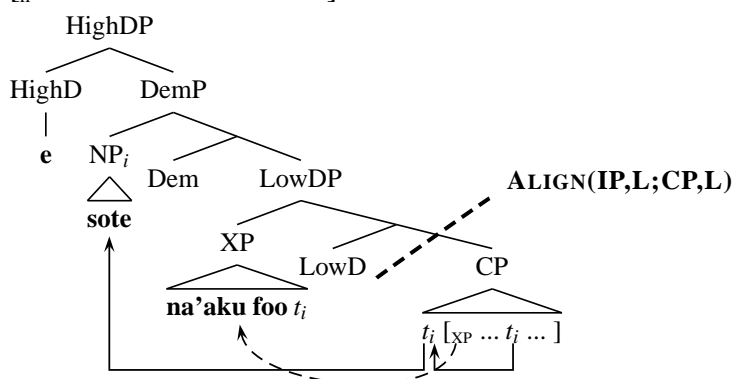 HighDP
HighD DemP
e NPi Dem LowDP ALIGN(IP,L;CP,L)
sote
XP LowD CP
na'aku foo ti
ti [XP ... ti ... ]